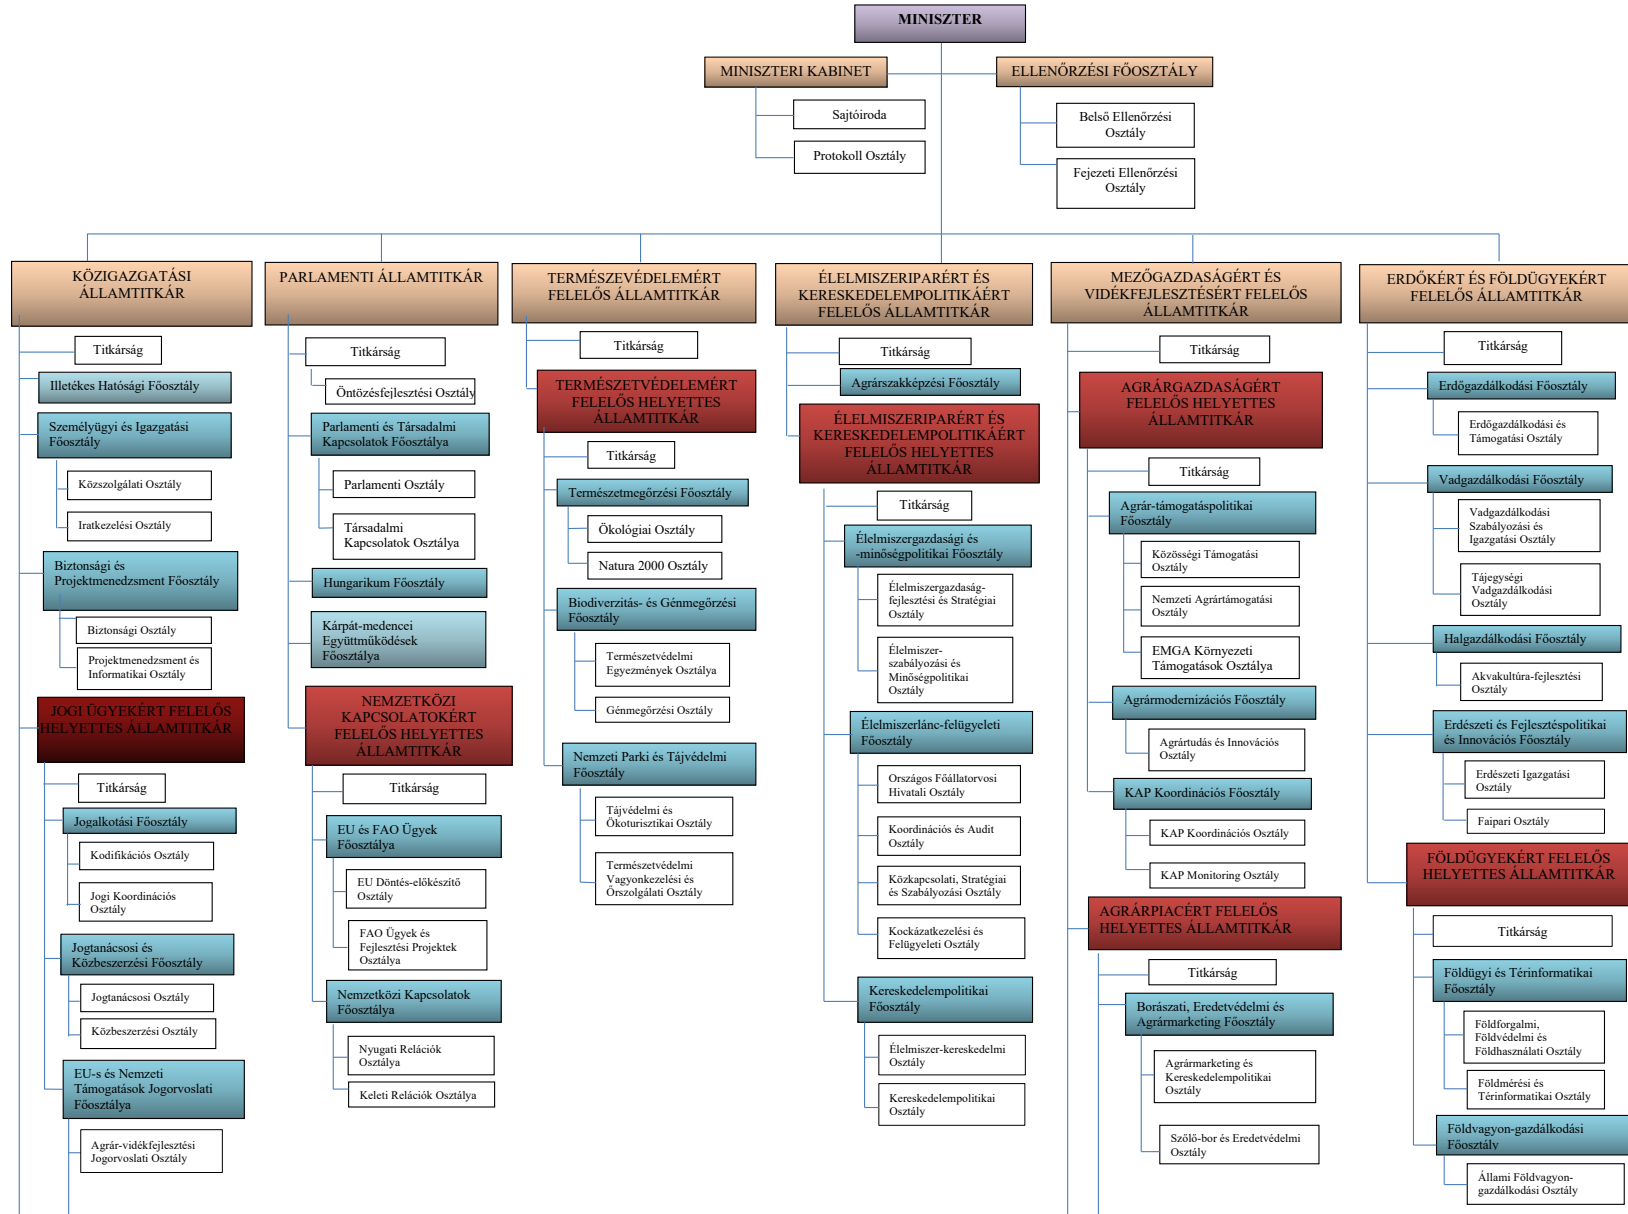 MINISZTER
MINISZTERI KABINET
ELLENŐRZÉSI FŐOSZTÁLY
Sajtóiroda
Protokoll Osztály
Belső Ellenőrzési
Osztály
Fejezeti Ellenőrzési
Osztály
KÖZIGAZGATÁSI
ÁLLAMTITKÁR
Titkárság
Illetékes Hatósági Főosztály
Személyügyi és Igazgatási
Főosztály
Közszolgálati Osztály
Iratkezelési Osztály
Biztonsági és
Projektmenedzsment Főosztály
Biztonsági Osztály
Projektmenedzsment és
Informatikai Osztály
JOGI ÜGYEKÉRT FELELŐS
HELYETTES ÁLLAMTITKÁR
Titkárság
Jogalkotási Főosztály
Kodifikációs Osztály
Jogi Koordinációs
Osztály
Jogtanácsosi és
Közbeszerzési Főosztály
Jogtanácsosi Osztály
Közbeszerzési Osztály
EU-s és Nemzeti
Támogatások Jogorvoslati
Főosztálya
Agrár-vidékfejlesztési
Jogorvoslati Osztály
PARLAMENTI ÁLLAMTITKÁR
Titkárság
Öntözésfejlesztési Osztály
Parlamenti és Társadalmi
Kapcsolatok Főosztálya
Parlamenti Osztály
Társadalmi
Kapcsolatok Osztálya
Hungarikum Főosztály
Kárpát-medencei
Együttműködések
Főosztálya
NEMZETKÖZI
KAPCSOLATOKÉRT
FELELŐS HELYETTES
ÁLLAMTITKÁR
Titkárság
EU és FAO Ügyek
Főosztálya
EU Döntés-előkészítő
Osztály
FAO Ügyek és
Fejlesztési Projektek
Osztálya
Nemzetközi Kapcsolatok
Főosztálya
Nyugati Relációk
Osztálya
Keleti Relációk Osztálya
TERMÉSZEVÉDELEMÉRT
FELELŐS ÁLLAMTITKÁR
Titkárság
TERMÉSZETVÉDELEMÉRT
FELELŐS HELYETTES
ÁLLAMTITKÁR
Titkárság
Természetmegőrzési Főosztály
Ökológiai Osztály
Natura 2000 Osztály
Biodiverzitás- és Génmegőrzési
Főosztály
Természetvédelmi
Egyezmények Osztálya
Génmegőrzési Osztály
Nemzeti Parki és Tájvédelmi
Főosztály
Tájvédelmi és
Ökoturisztikai Osztály
Természetvédelmi
Vagyonkezelési és
Őrszolgálati Osztály
ÉLELMISZERIPARÉRT ÉS
KERESKEDELEMPOLITIKÁÉRT
FELELŐS ÁLLAMTITKÁR
Titkárság
Agrárszakképzési Főosztály
ÉLELMISZERIPARÉRT ÉS
KERESKEDELEMPOLITIKÁÉRT
FELELŐS HELYETTES
ÁLLAMTITKÁR
Titkárság
Élelmiszergazdasági és
-minőségpolitikai Főosztály
Élelmiszergazdaság-
fejlesztési és Stratégiai
Osztály
Élelmiszer-
szabályozási és
Minőségpolitikai
Osztály
Élelmiszerlánc-felügyeleti
Főosztály
Országos Főállatorvosi
Hivatali Osztály
Koordinációs és Audit
Osztály
Közkapcsolati, Stratégiai
és Szabályozási Osztály
Kockázatkezelési és
Felügyeleti Osztály
Kereskedelempolitikai
Főosztály
Élelmiszer-kereskedelmi
Osztály
Kereskedelempolitikai
Osztály
MEZŐGAZDASÁGÉRT ÉS
VIDÉKFEJLESZTÉSÉRT FELELŐS
ÁLLAMTITKÁR
Titkárság
AGRÁRGAZDASÁGÉRT
FELELŐS HELYETTES
ÁLLAMTITKÁR
Titkárság
Agrár-támogatáspolitikai
Főosztály
Közösségi Támogatási
Osztály
Nemzeti Agrártámogatási
Osztály
EMGA Környezeti
Támogatások Osztálya
Agrármodernizációs Főosztály
Agrártudás és Innovációs
Osztály
KAP Koordinációs Főosztály
KAP Koordinációs Osztály
KAP Monitoring Osztály
AGRÁRPIACÉRT FELELŐS
HELYETTES ÁLLAMTITKÁR
Titkárság
Borászati, Eredetvédelmi és
Agrármarketing Főosztály
Agrármarketing és
Kereskedelempolitikai
Osztály
Szőlő-bor és Eredetvédelmi
Osztály
ERDŐKÉRT ÉS FÖLDÜGYEKÉRT
FELELŐS ÁLLAMTITKÁR
Titkárság
Erdőgazdálkodási Főosztály
Erdőgazdálkodási és
Támogatási Osztály
Vadgazdálkodási Főosztály
Vadgazdálkodási
Szabályozási és
Igazgatási Osztály
Tájegységi
Vadgazdálkodási
Osztály
Halgazdálkodási Főosztály
Akvakultúra-fejlesztési
Osztály
Erdészeti és Fejlesztéspolitikai
és Innovációs Főosztály
Erdészeti Igazgatási
Osztály
Faipari Osztály
FÖLDÜGYEKÉRT FELELŐS
HELYETTES ÁLLAMTITKÁR
Titkárság
Földügyi és Térinformatikai
Főosztály
Földforgalmi,
Földvédelmi és
Földhasználati Osztály
Földmérési és
Térinformatikai Osztály
Földvagyon-gazdálkodási
Főosztály
Állami Földvagyon-
gazdálkodási Osztály